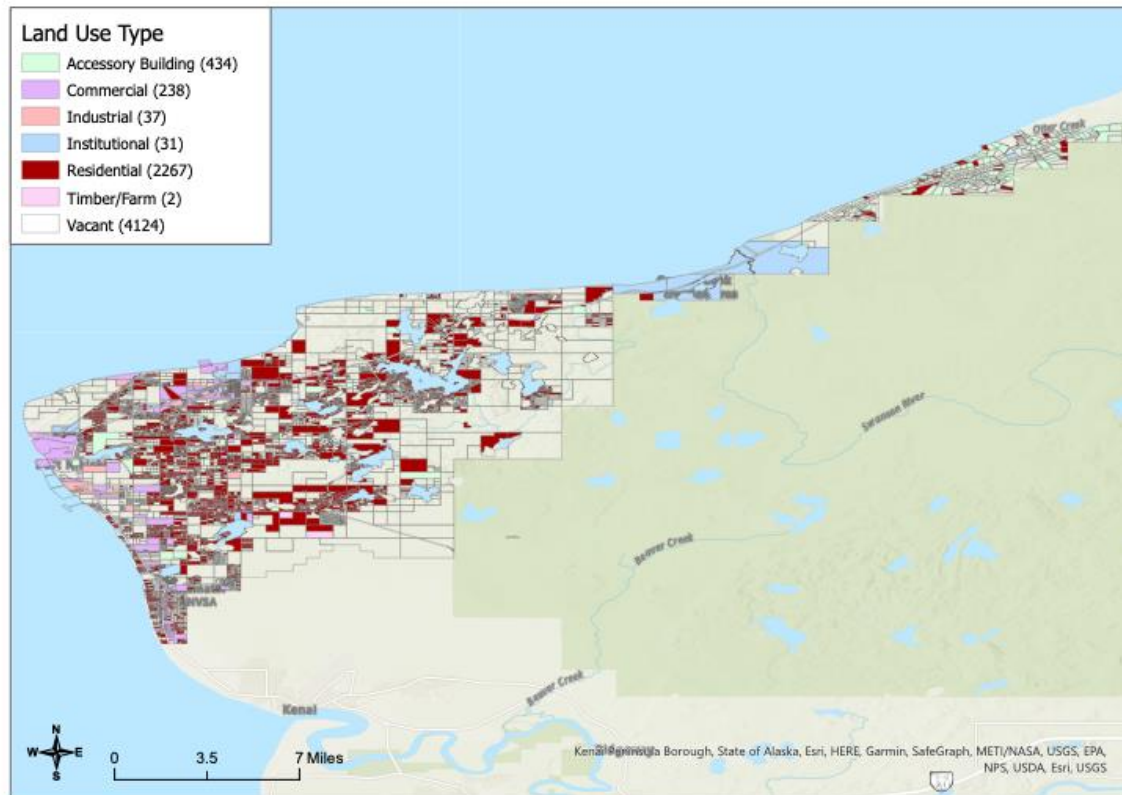 Land Use Type
Accessory Building (434)
Commercial (238)
Industrial (37)
Institutional (31)
Residential (2267)
Timber/Farm (2)
Vacant (4124)
Otter Creek
Swanson River
Beaver Creek
NVSA
Beaver Creek
Kenai
N
W E
S
0 3.5 7 Miles
Kenai Peninsula Borough, State of Alaska, Esri, HERE, Garmin, SafeGraph, METI/NASA, USGS, EPA,
NPS, USDA, Esri, USGS